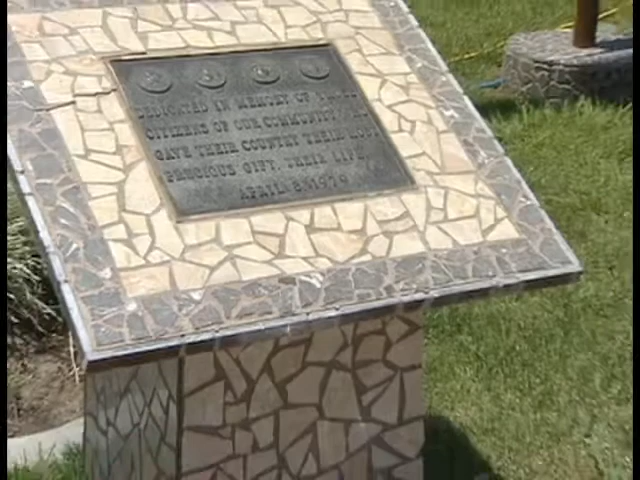 DEDICATED IN MEMORY OF
CITIZENS OF OUR COMMUNITY
GAVE THEIR COUNTRY THEIR MOST
PRECIOUS GIFT, THEIR LIFE
APRIL 8, 1979